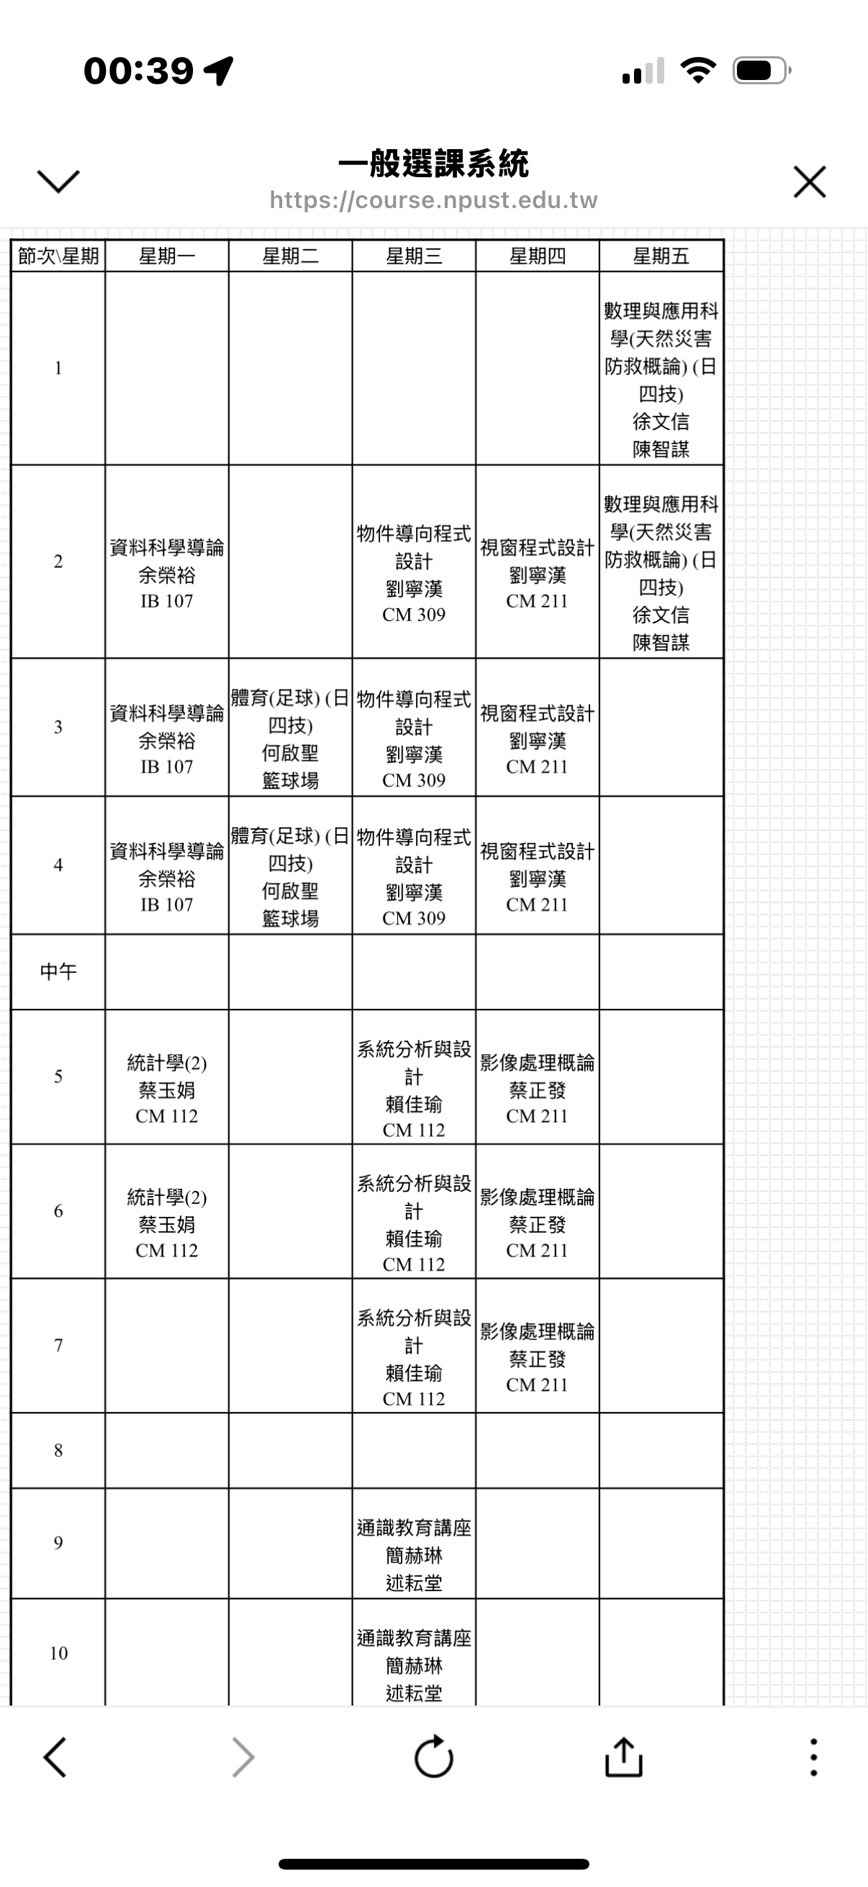 00:39
一般選課系統
https://course.npust.edu.tw
節次\星期 星期一 星期二 星期三 星期四 星期五
1
數理與應用科
學(天然災害
防救概論) (日
四技)
徐文信
陳智謀
2
資料科學導論
余榮裕
IB 107
物件導向程式
設計
劉寧漢
CM 309
視窗程式設計
劉寧漢
CM 211
數理與應用科
學(天然災害
防救概論) (日
四技)
徐文信
陳智謀
3
資料科學導論
余榮裕
IB 107
體育(足球) (日
四技)
何啟聖
籃球場
物件導向程式
設計
劉寧漢
CM 309
視窗程式設計
劉寧漢
CM 211
4
資料科學導論
余榮裕
IB 107
體育(足球) (日
四技)
何啟聖
籃球場
物件導向程式
設計
劉寧漢
CM 309
視窗程式設計
劉寧漢
CM 211
中午
5
統計學(2)
蔡玉娟
CM 112
系統分析與設
計
賴佳瑜
CM 112
影像處理概論
蔡正發
CM 211
6
統計學(2)
蔡玉娟
CM 112
系統分析與設
計
賴佳瑜
CM 112
影像處理概論
蔡正發
CM 211
7
系統分析與設
計
賴佳瑜
CM 112
影像處理概論
蔡正發
CM 211
8
9
通識教育講座
簡赫琳
述耘堂
10
通識教育講座
簡赫琳
述耘堂